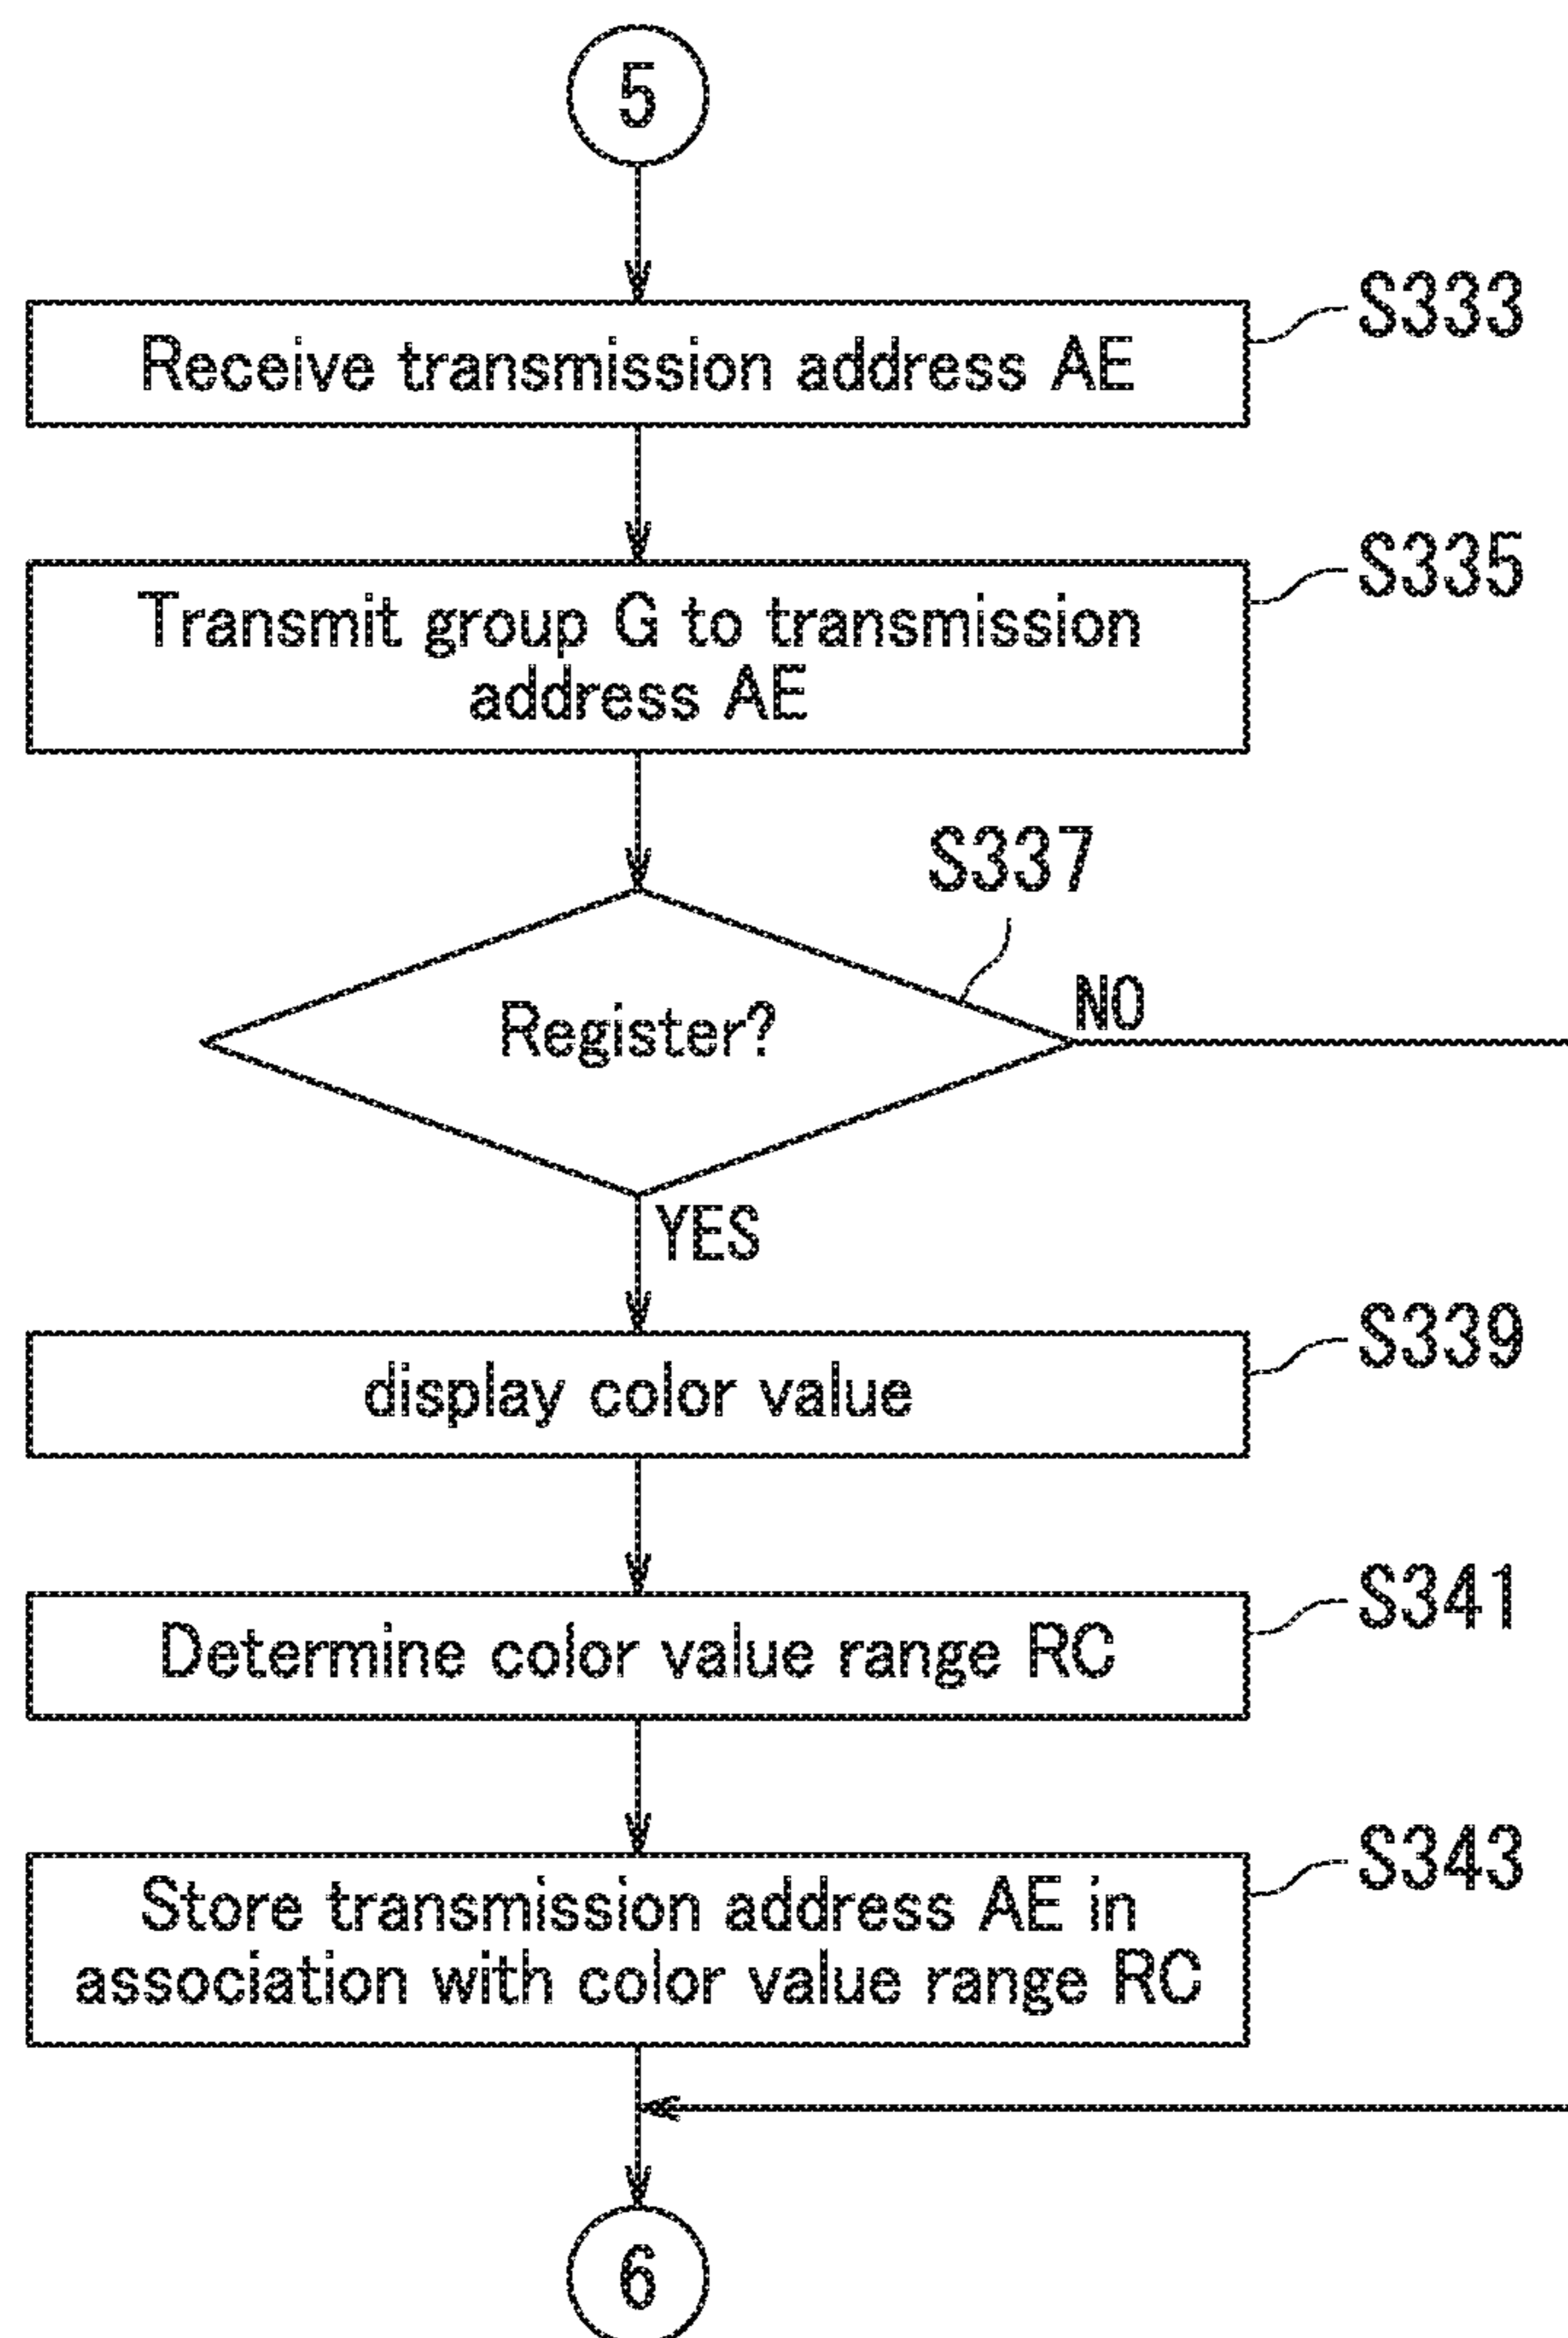 5
S333
Receive transmission address AE
S335
Transmit group G to transmission
address AE
S337
Register?
NO
YES
S339
display color value
S341
Determine color value range RC
S343
Store transmission address AE in
association with color value range RC
6